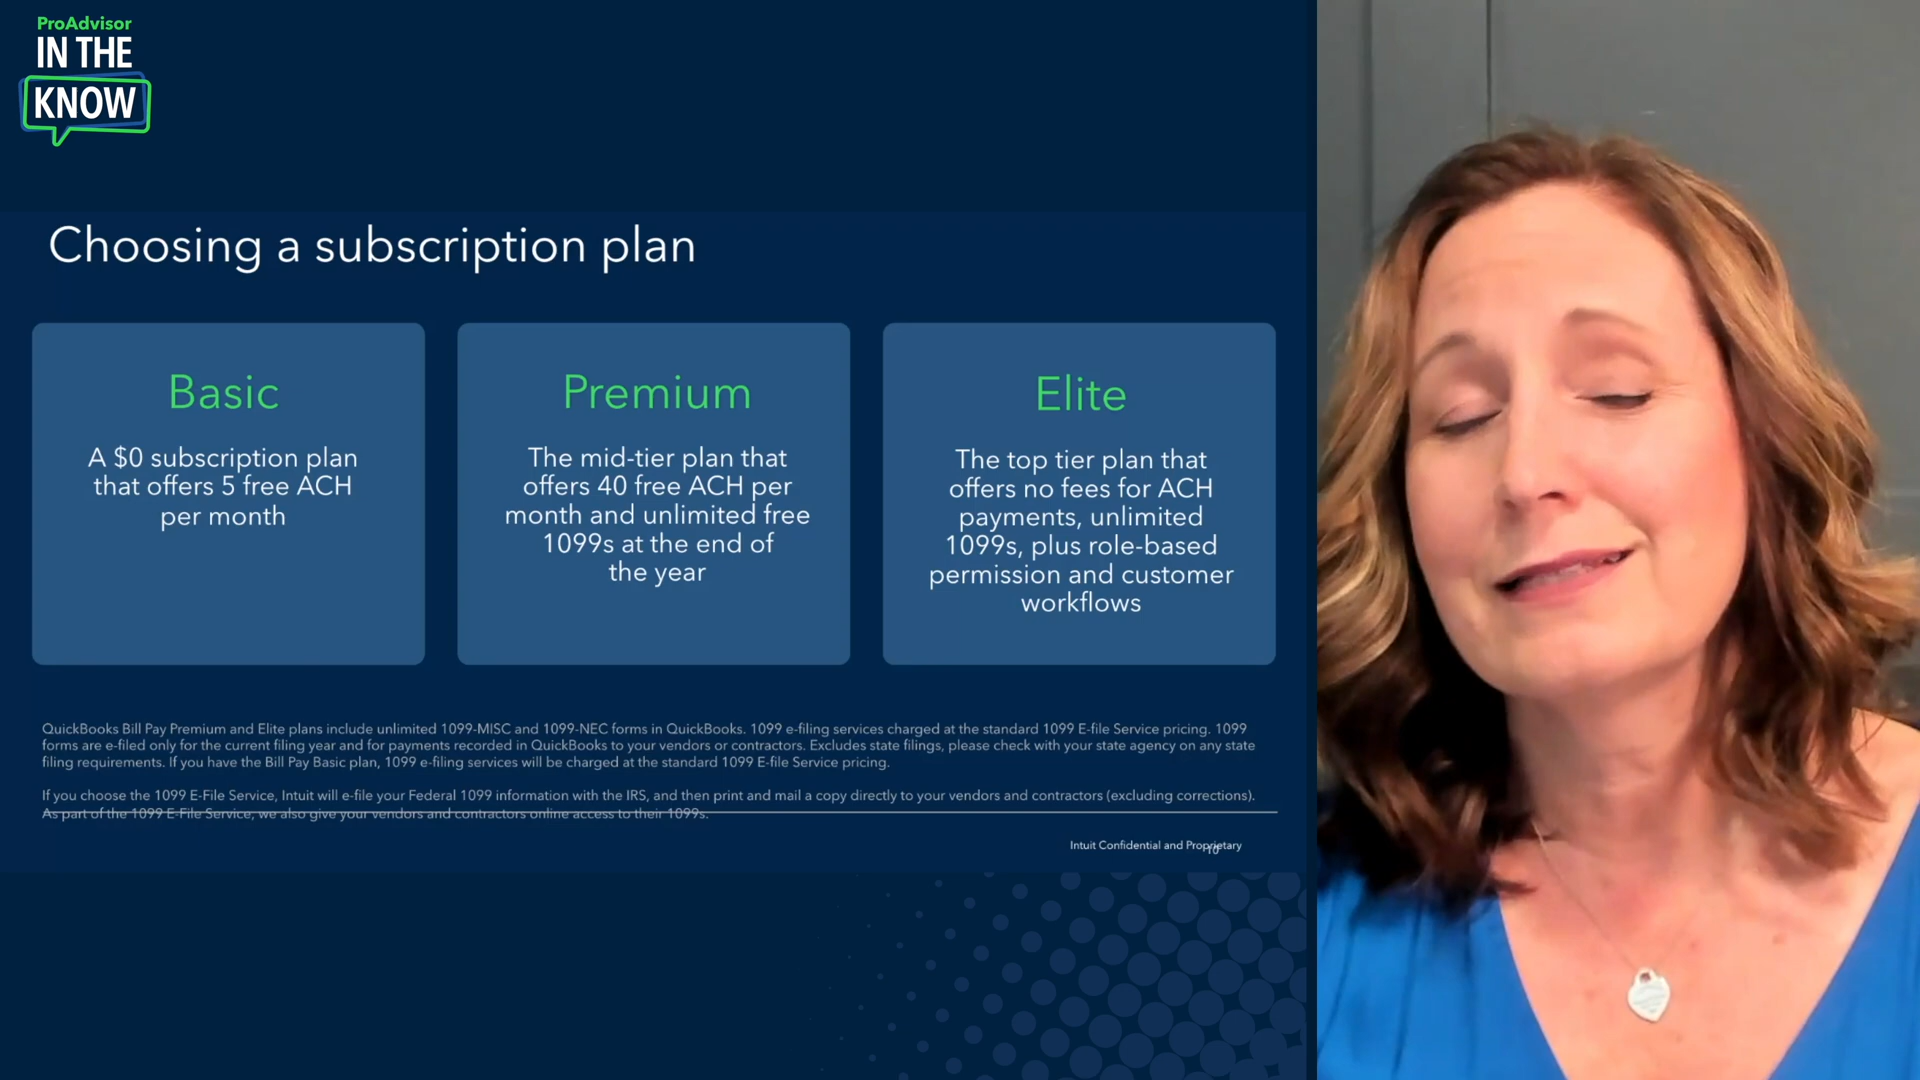 ProAdvisor
IN THE
KNOW
Choosing a subscription plan
Basic
A $0 subscription plan
that offers 5 free ACH
per month
Premium
The mid-tier plan that
offers 40 free ACH per
month and unlimited free
1099s at the end of
the year
Elite
The top tier plan that
offers no fees for ACH
payments, unlimited
1099s, plus role-based
permission and customer
workflows
QuickBooks Bill Pay Premium and Elite plans include unlimited 1099-MISC and 1099-NEC forms in QuickBooks. 1099 e-filing services charged at the standard 1099 E-file Service pricing. 1099
forms are e-filed only for the current filing year and for payments recorded in QuickBooks to your vendors or contractors. Excludes state filings, please check with your state agency on any state
filing requirements. If you have the Bill Pay Basic plan, 1099 e-filing services will be charged at the standard 1099 E-file Service pricing.
If you choose the 1099 E-File Service, Intuit will e-file your Federal 1099 information with the IRS, and then print and mail a copy directly to your vendors and contractors (excluding corrections).
As part of the 1099 E-File Service, we also give your vendors and contractors online access to their 1099s.
Intuit Confidential and Proprietary